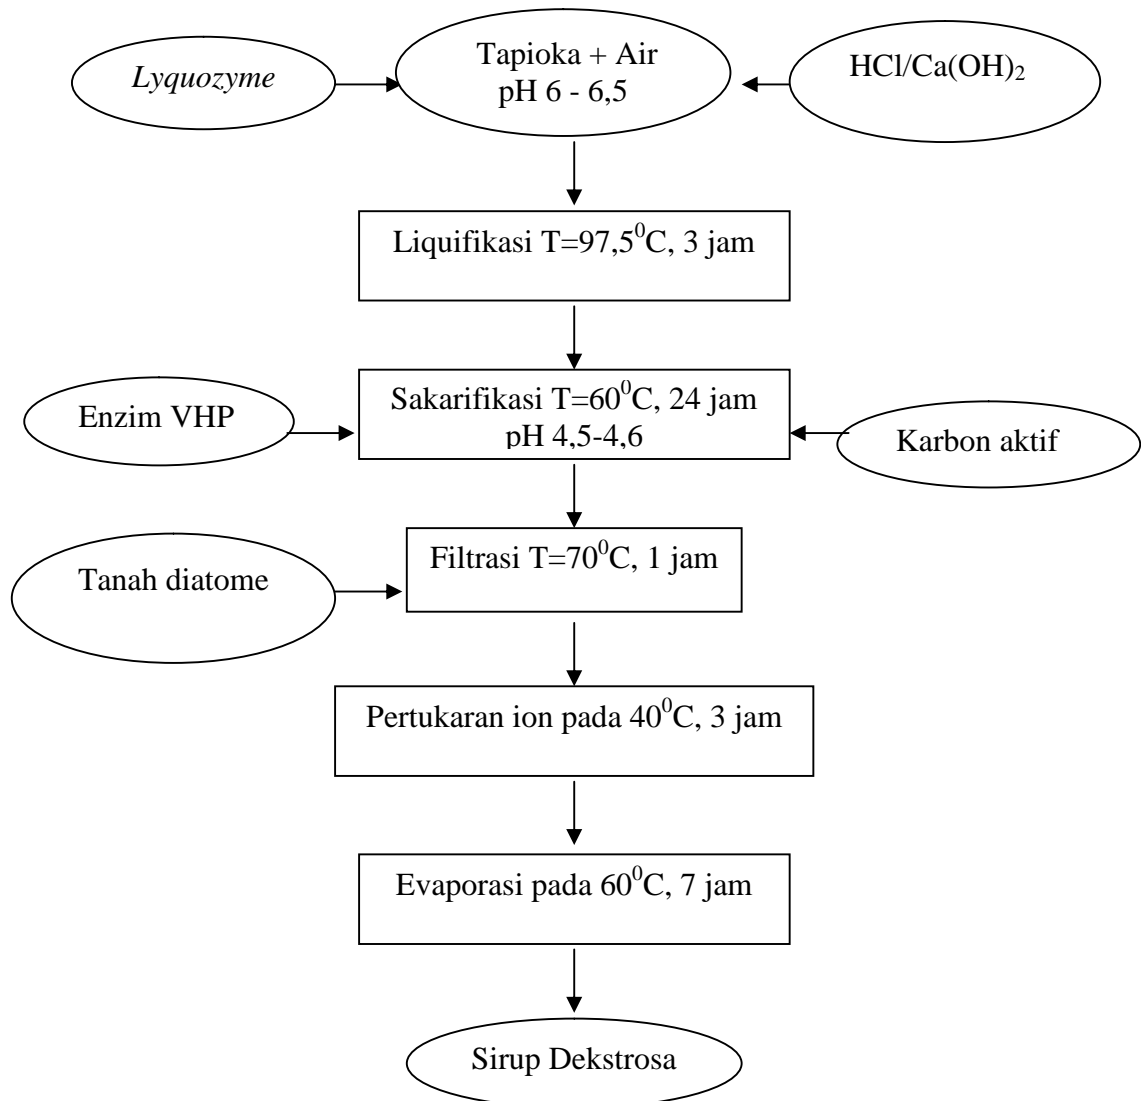 Lyquozyme
Tapioka + Air
pH 6 - 6,5
HCl/Ca(OH)₂
Liquifikasi T=97,5⁰C, 3 jam
Enzim VHP
Sakarifikasi T=60⁰C, 24 jam
pH 4,5-4,6
Karbon aktif
Tanah diatome
Filtrasi T=70⁰C, 1 jam
Pertukaran ion pada 40⁰C, 3 jam
Evaporasi pada 60⁰C, 7 jam
Sirup Dekstrosa